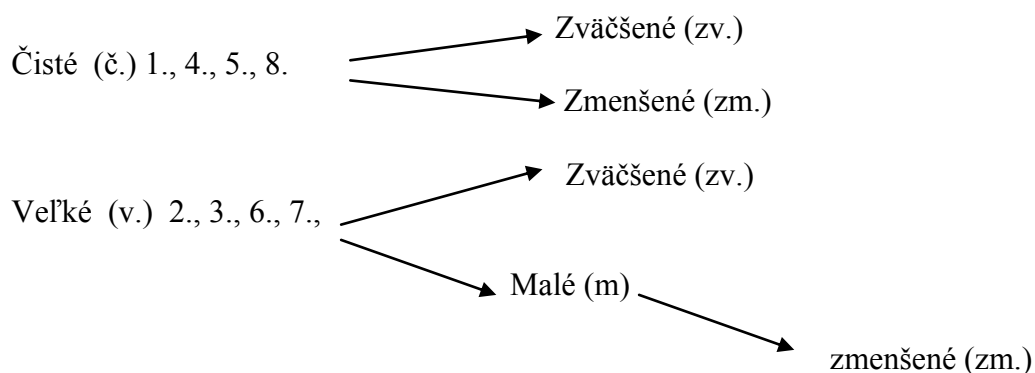 Zväčšené (zv.)
Čisté (č.) 1., 4., 5., 8.
Zmenšené (zm.)
Zväčšené (zv.)
Veľké (v.) 2., 3., 6., 7.,
Malé (m)
zmenšené (zm.)